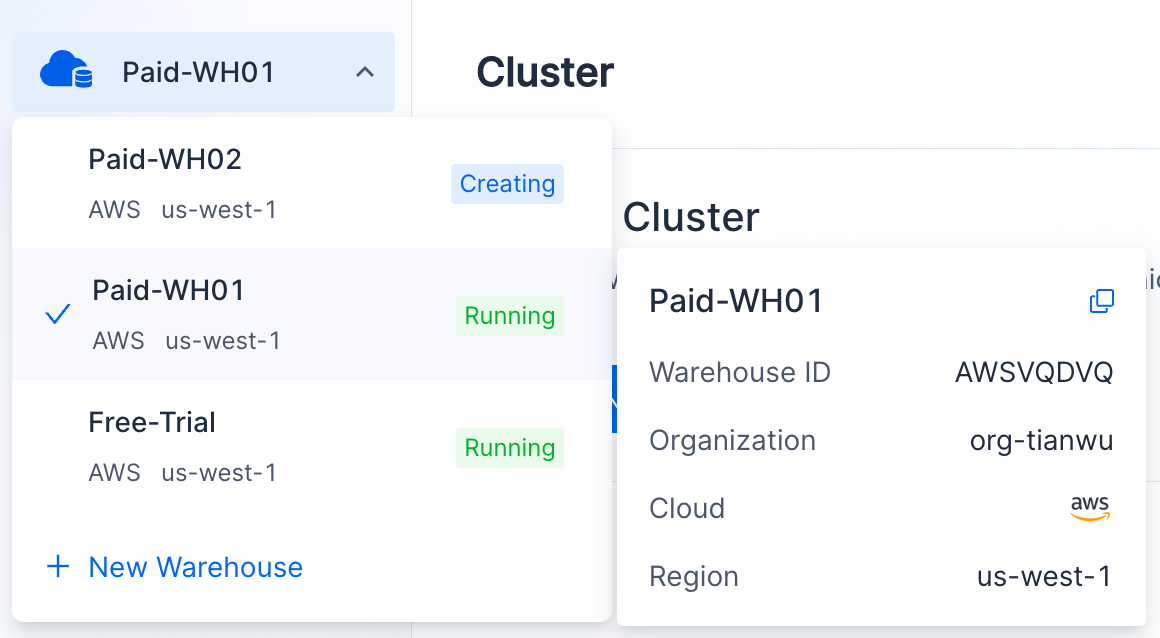 Paid-WH01
Cluster
Paid-WH02
Creating
AWS us-west-1
Cluster
Paid-WH01
Running
AWS us-west-1
Free-Trial
Running
AWS us-west-1
+ New Warehouse
Paid-WH01
Warehouse ID AWSVQDVQ
Organization org-tianwu
Cloud aws
Region us-west-1